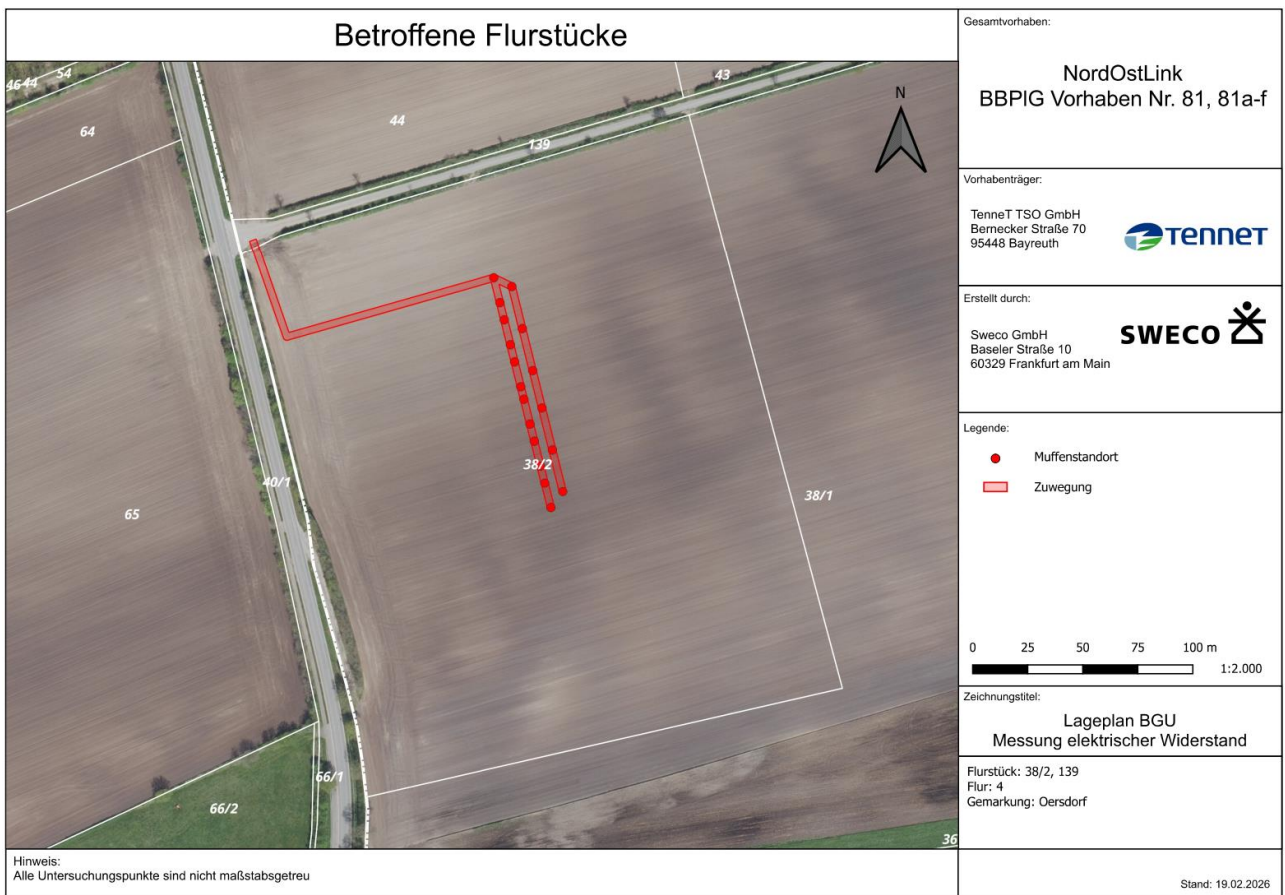 Betroffene Flurstücke
46
44
54
64
44
43
139
N
38/2
38/1
40/1
65
66/1
66/2
36
Hinweis:
Alle Untersuchungspunkte sind nicht maßstabsgetreu
Gesamtvorhaben:
NordOstLink
BBPlG Vorhaben Nr. 81, 81a-f
Vorhabenträger:
TenneT TSO GmbH
Bernecker Straße 70
95448 Bayreuth
TenneT
Erstellt durch:
Sweco GmbH
Baseler Straße 10
60329 Frankfurt am Main
SWECO
Legende:
Muffenstandort
Zuwegung
0 25 50 75 100 m
1:2.000
Zeichnungstitel:
Lageplan BGU
Messung elektrischer Widerstand
Flurstück: 38/2, 139
Flur: 4
Gemarkung: Oersdorf
Stand: 19.02.2026